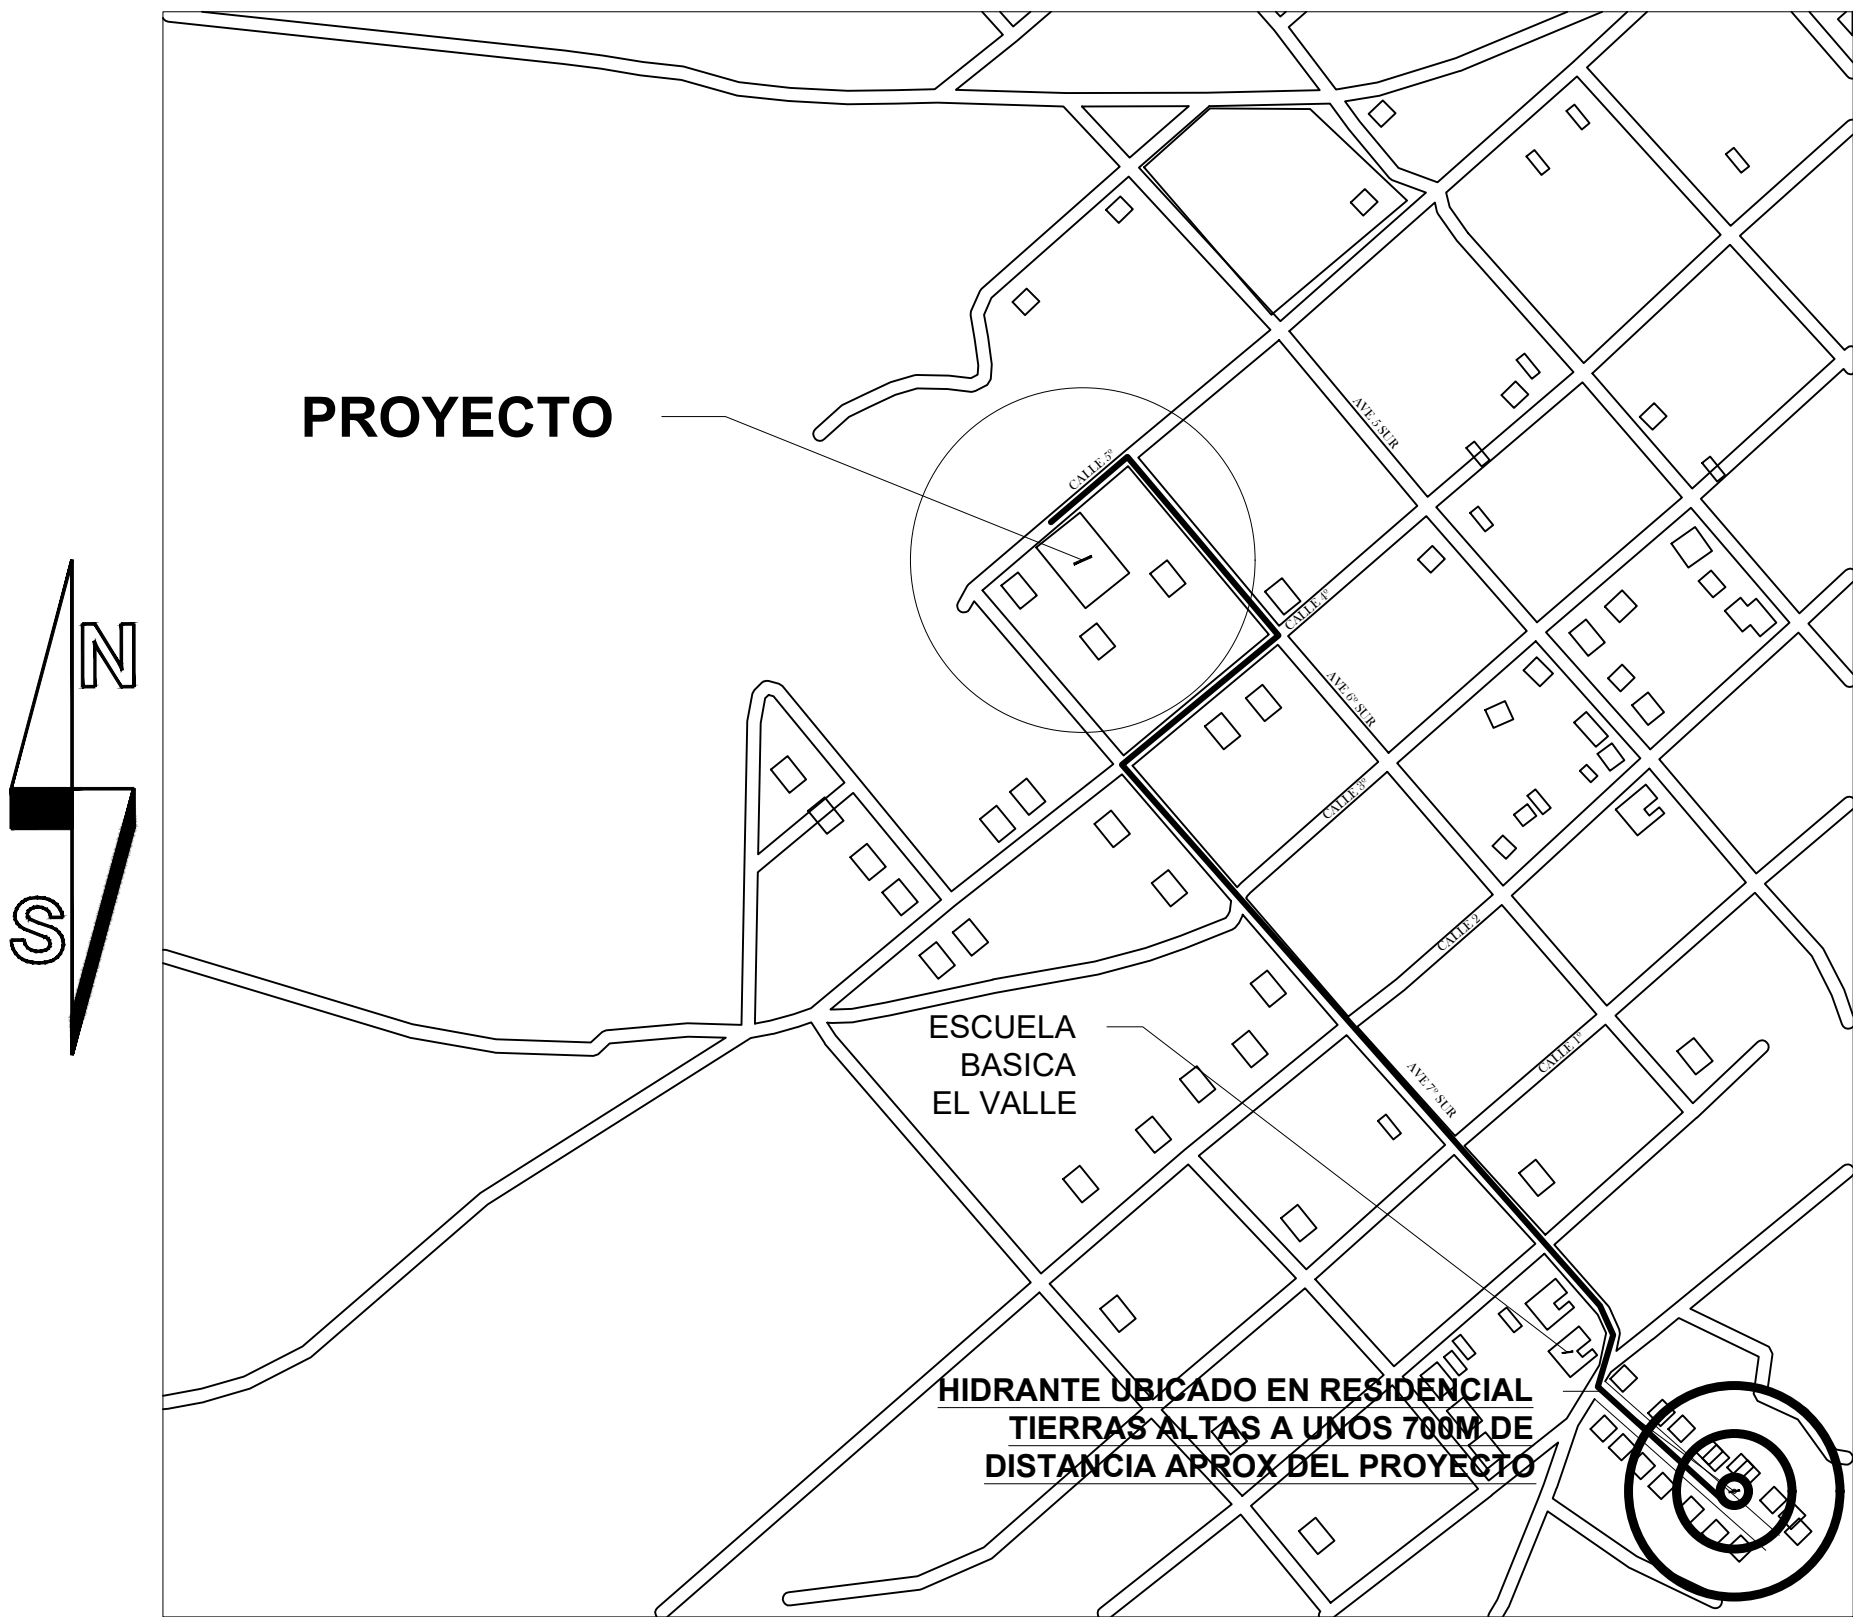 PROYECTO
CALLE 5º
AVE 5 SUR
N
CALLE 4º
AVE 6º SUR
CALLE 3º
S
CALLE 2
ESCUELA
BASICA
EL VALLE
CALLE 1º
AVE 7º SUR
HIDRANTE UBICADO EN RESIDENCIAL
TIERRAS ALTAS A UNOS 700M DE
DISTANCIA APROX DEL PROYECTO